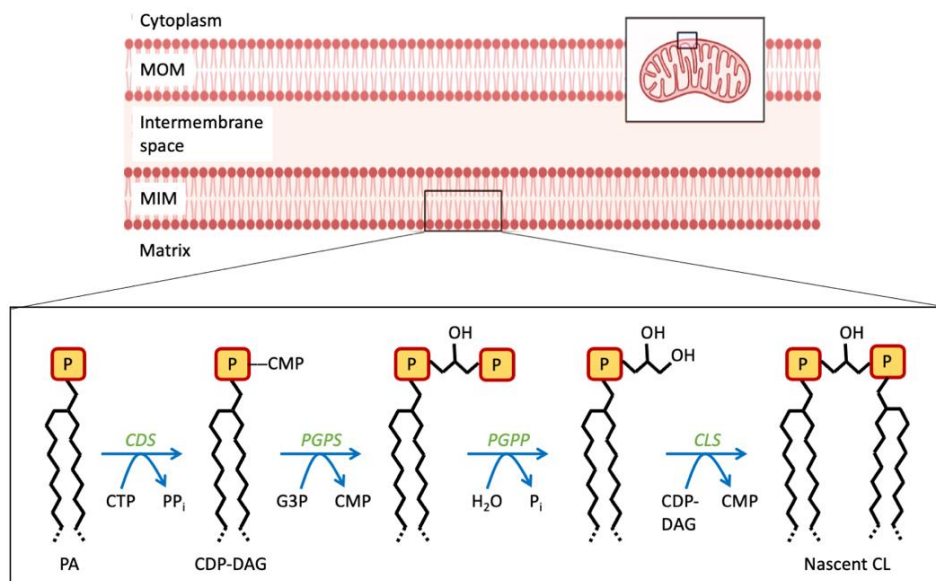 Cytoplasm
MOM
Intermembrane
space
MIM
Matrix
OH
OH
OH
OH
P
P
CMP
P
P
P
P
P
CDS
PGPS
PGPP
CLS
CTP
PPi
G3P
CMP
H₂O
Pi
CDP-
DAG
CMP
PA
CDP-DAG
Nascent CL